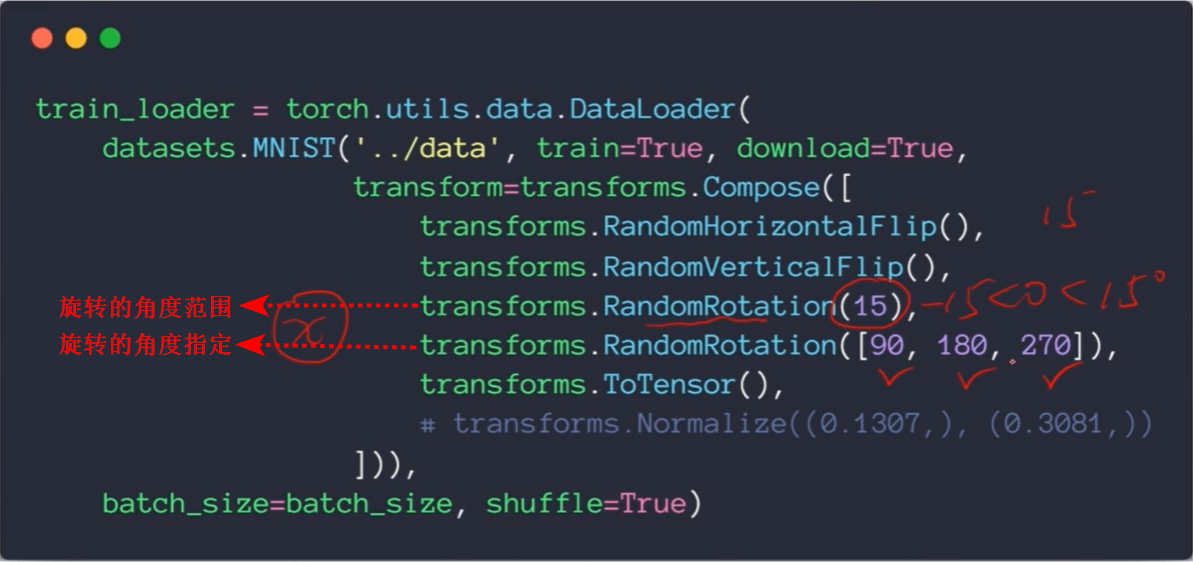 train_loader = torch.utils.data.DataLoader(
datasets.MNIST('../data', train=True, download=True,
transform=transforms.Compose([
transforms.RandomHorizontalFlip(),
15
transforms.RandomVerticalFlip(),
旋转的角度范围
transforms.RandomRotation(15),
-15<0<15°
旋转的角度指定
x
transforms.RandomRotation([90, 180, 270]),
transforms.ToTensor(),
# transforms.Normalize((0.1307,), (0.3081,))
])),
batch_size=batch_size, shuffle=True)